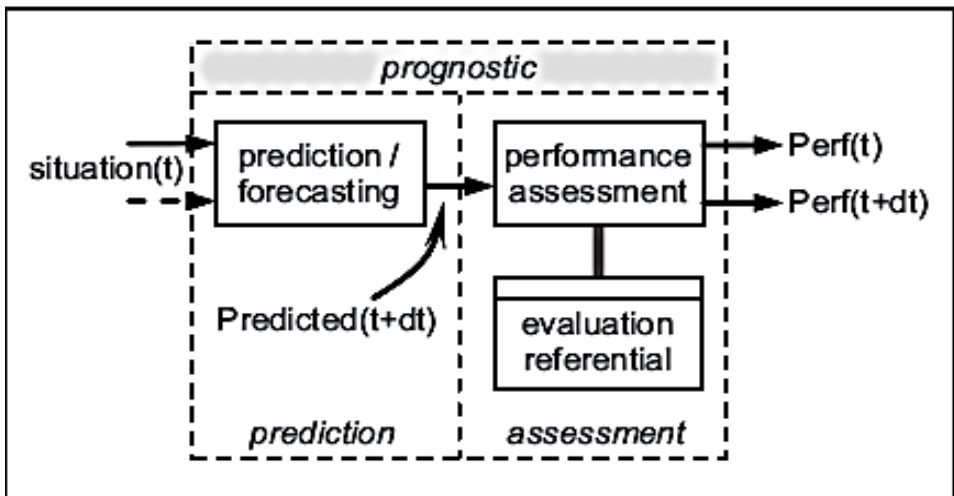 prognostic
situation(t)
prediction /
forecasting
Predicted(t+dt)
prediction
performance
assessment
evaluation
referential
assessment
Perf(t)
Perf(t+dt)